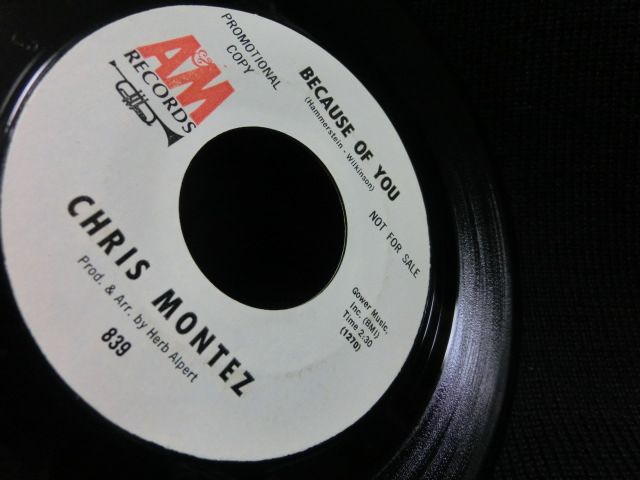 A&M
RECORDS
PROMOTIONAL
COPY
BECAUSE OF YOU
(Hammerstein - Wilkinson)
NOT FOR SALE
Gower Music,
Inc. (BMI)
Time 2:30
(1270)
CHRIS MONTEZ
Prod. & Arr. by Herb Alpert
839